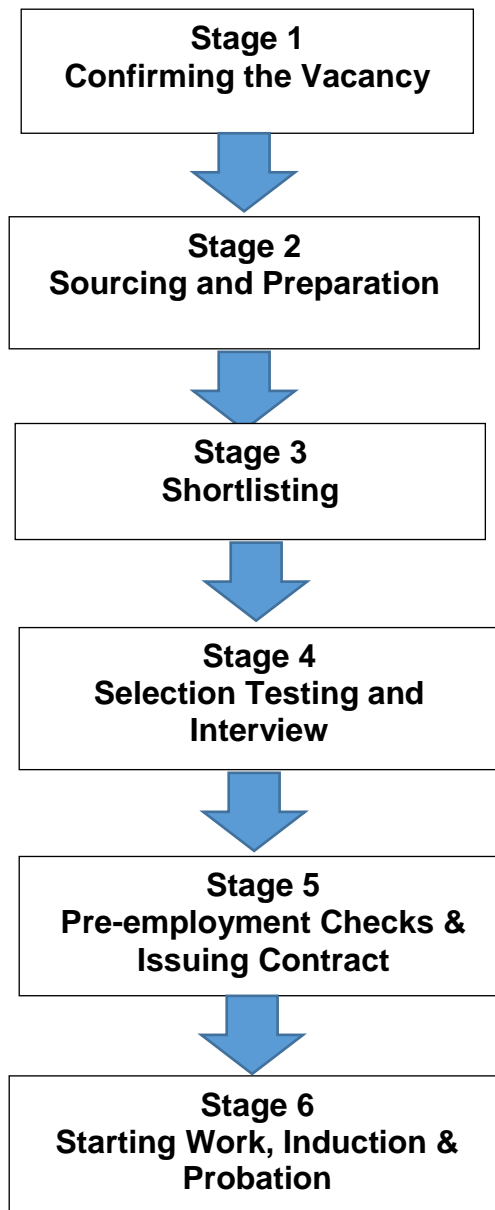 Stage 1
Confirming the Vacancy
Stage 2
Sourcing and Preparation
Stage 3
Shortlisting
Stage 4
Selection Testing and
Interview
Stage 5
Pre-employment Checks &
Issuing Contract
Stage 6
Starting Work, Induction &
Probation